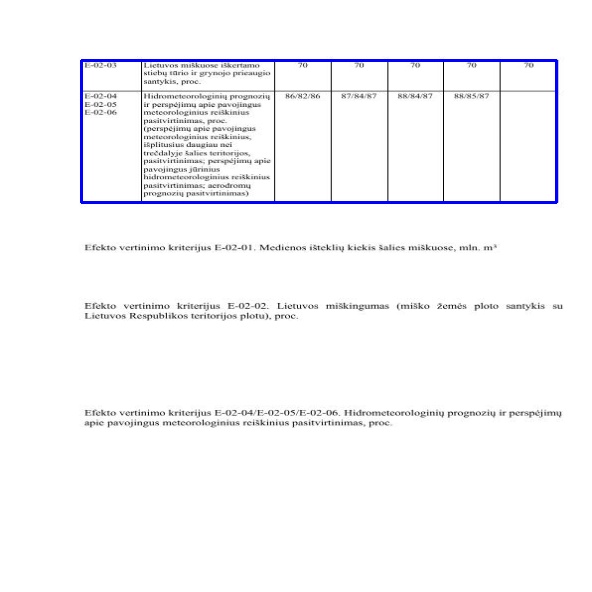 E-02-03 Lietuvos miškuose iškertamo 70 70 70 70 70
stiebų tūrio ir grynojo prieaugio
santykis, proc.
E-02-04 Hidrometeorologinių prognozių 86/82/86 87/84/87 88/84/87 88/85/87
E-02-05 ir perspėjimų apie pavojingus
E-02-06 meteorologinius reiškinius
pasitvirtinimas, proc.
(perspėjimų apie pavojingus
meteorologinius reiškinius,
išplitusius daugiau nei
trečdalyje šalies teritorijos,
pasitvirtinimas; perspėjimų apie
pavojingus jūrinius
hidrometeorologinius reiškinius
pasitvirtinimas; aerodromų
prognozių pasitvirtinimas)
Efekto vertinimo kriterijus E-02-01. Medienos išteklių kiekis šalies miškuose, mln. m³
Efekto vertinimo kriterijus E-02-02. Lietuvos miškingumas (miško žemės ploto santykis su
Lietuvos Respublikos teritorijos plotu), proc.
Efekto vertinimo kriterijus E-02-04/E-02-05/E-02-06. Hidrometeorologinių prognozių ir perspėjimų
apie pavojingus meteorologinius reiškinius pasitvirtinimas, proc.